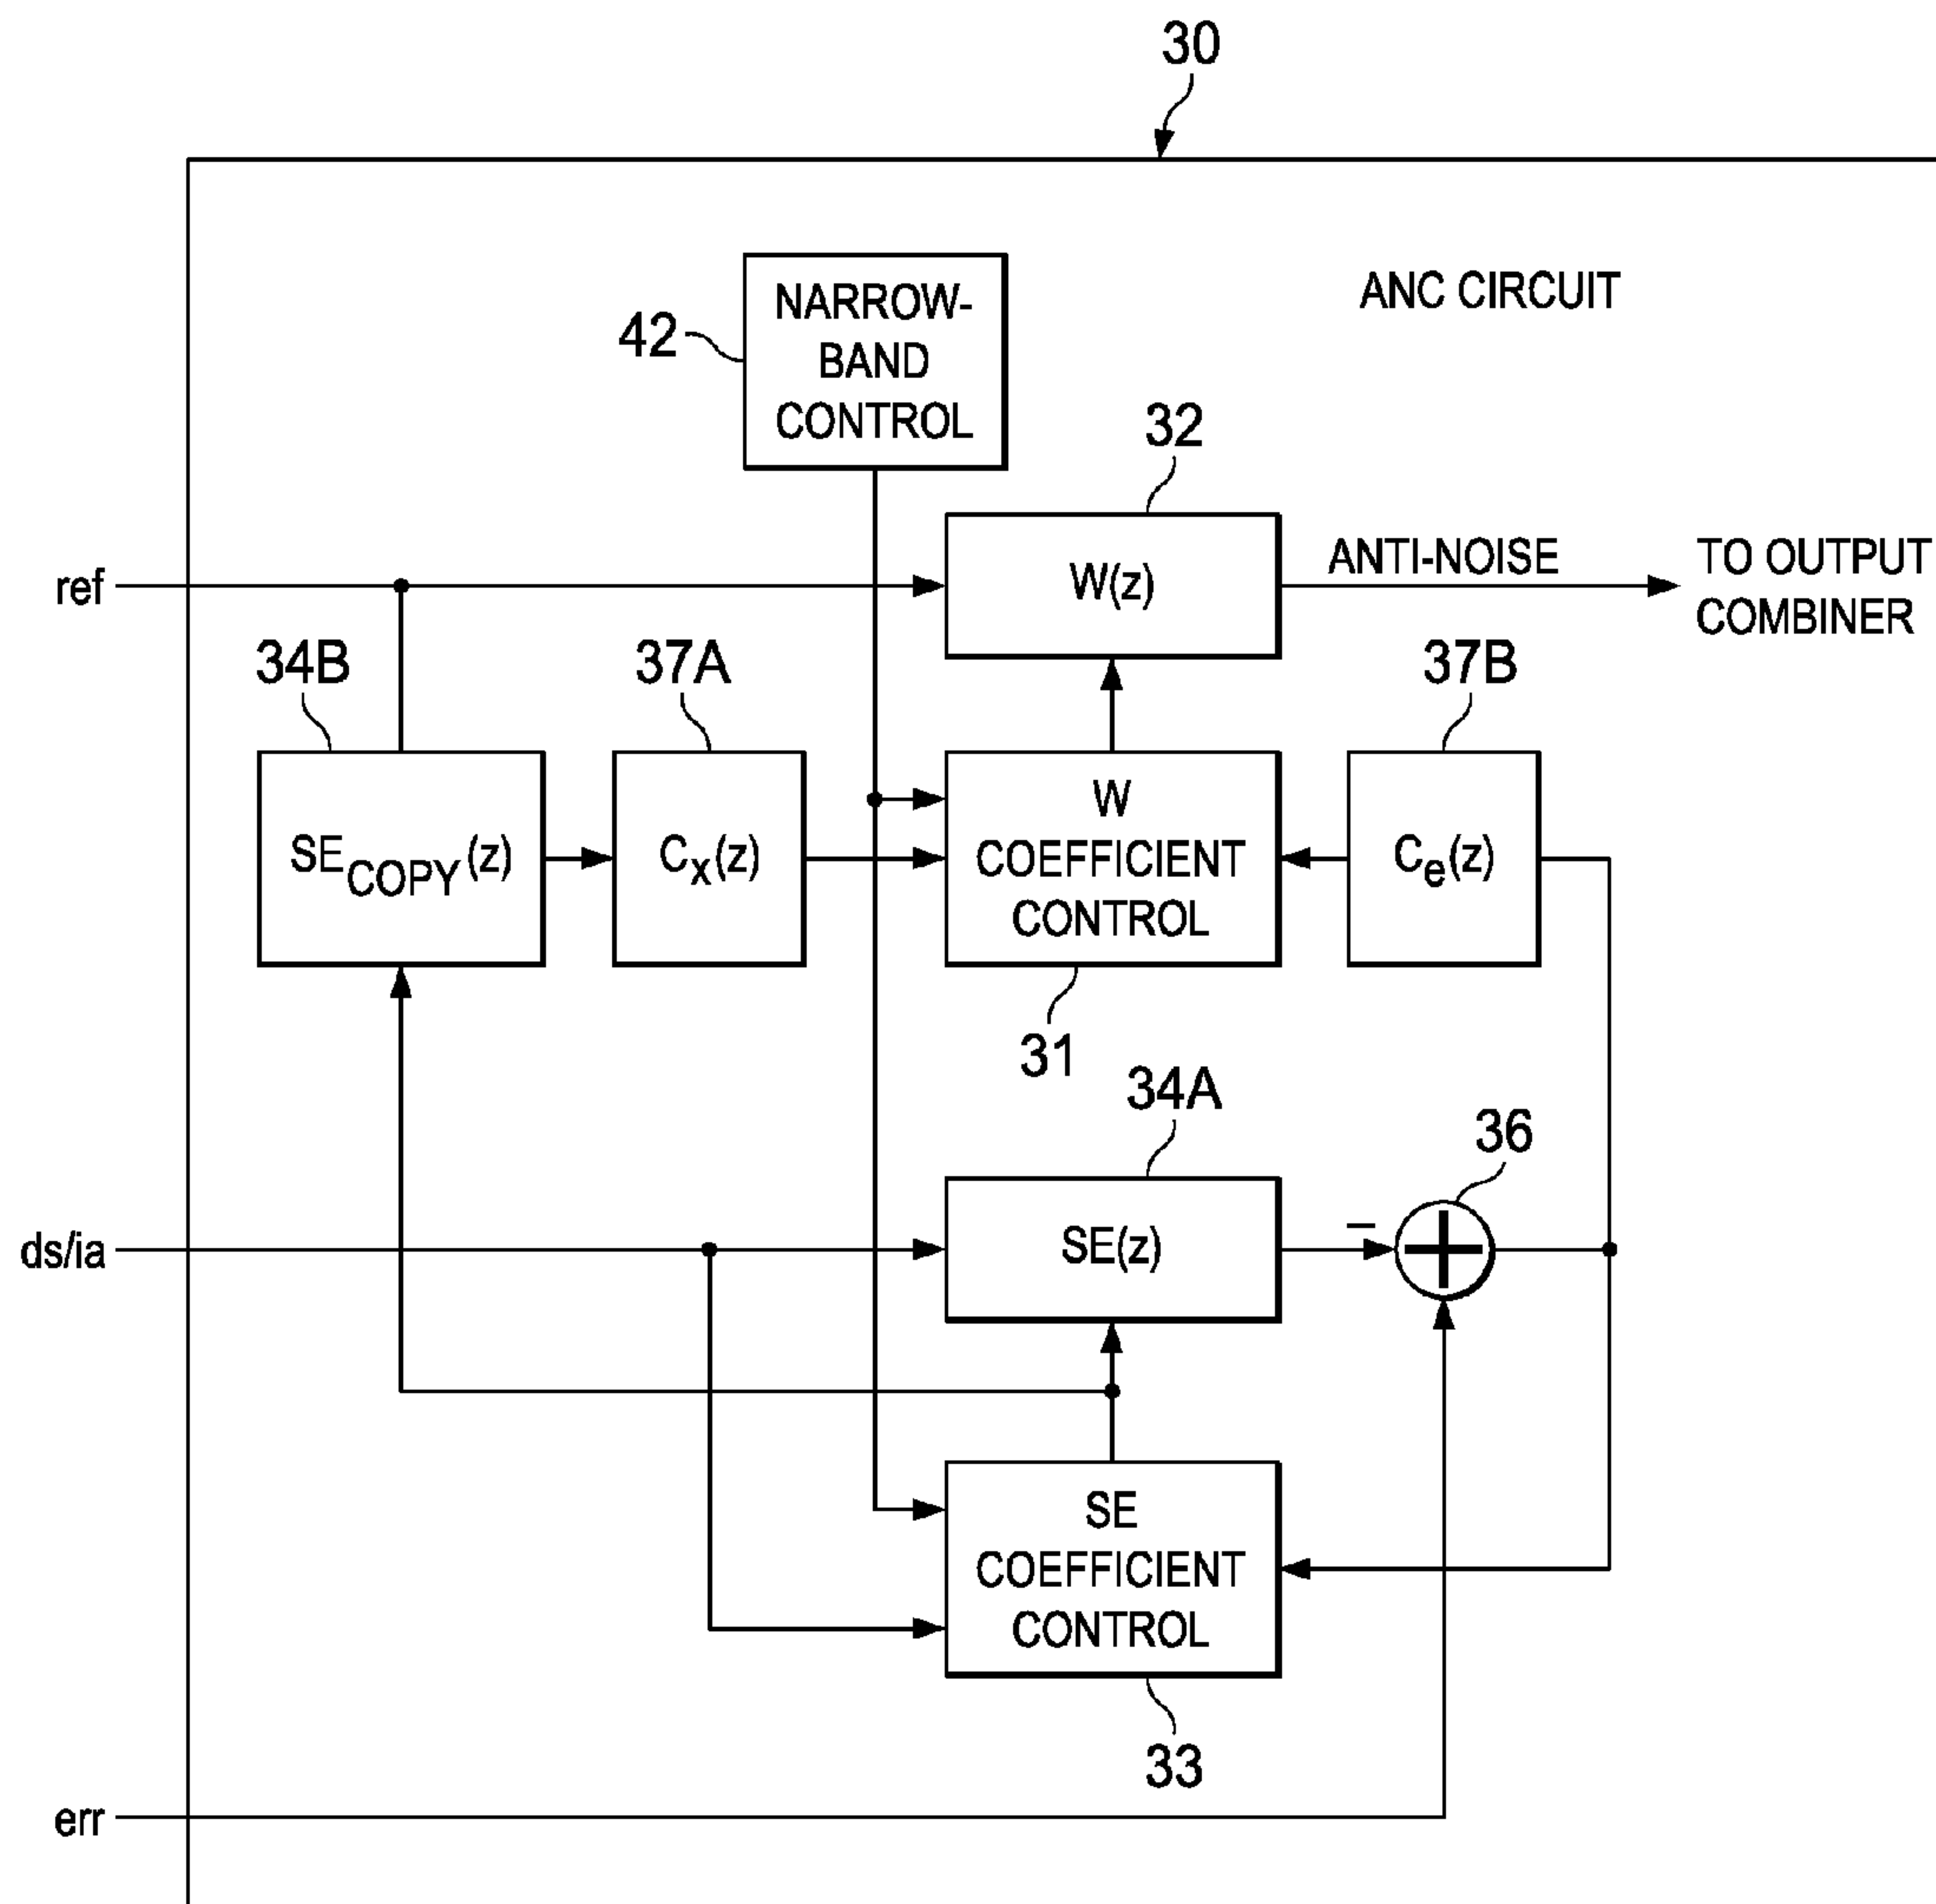 30
NARROW-
BAND
CONTROL
ANC CIRCUIT
42
32
ref
W(z)
ANTI-NOISE
TO OUTPUT
COMBINER
34B
37A
37B
SE_COPY(z)
C_x(z)
W
COEFFICIENT
CONTROL
C_e(z)
31
34A
36
ds/ia
SE(z)
–
+
SE
COEFFICIENT
CONTROL
33
err